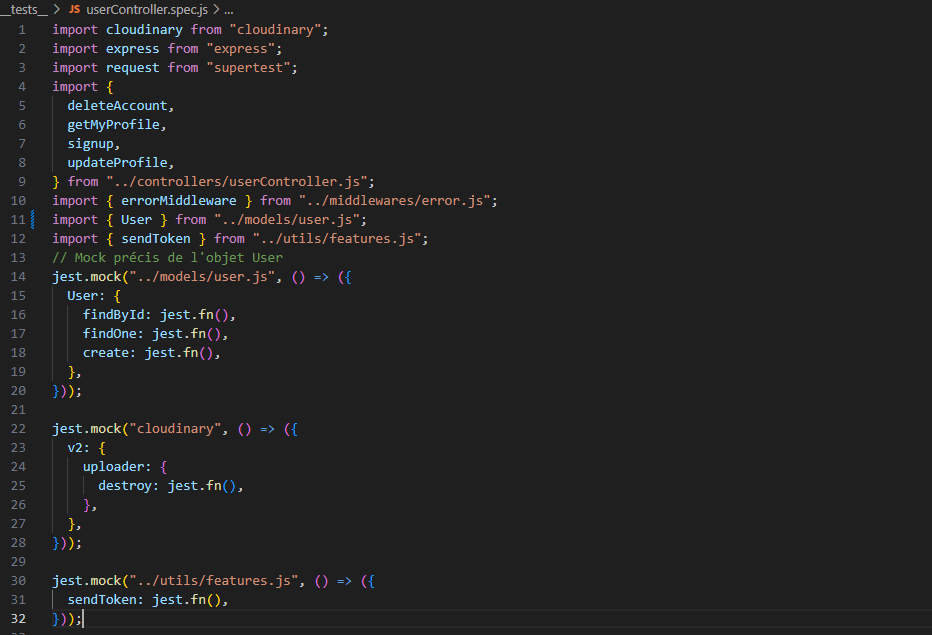 __tests__ > JS userController.spec.js > ...
1 import cloudinary from "cloudinary";
2 import express from "express";
3 import request from "supertest";
4 import {
5 deleteAccount,
6 getMyProfile,
7 signup,
8 updateProfile,
9 } from "../controllers/userController.js";
10 import { errorMiddleware } from "../middlewares/error.js";
11 import { User } from "../models/user.js";
12 import { sendToken } from "../utils/features.js";
13 // Mock précis de l'objet User
14 jest.mock("../models/user.js", () => ({
15 User: {
16 findById: jest.fn(),
17 findOne: jest.fn(),
18 create: jest.fn(),
19 },
20 }));
21
22 jest.mock("cloudinary", () => ({
23 v2: {
24 uploader: {
25 destroy: jest.fn(),
26 },
27 },
28 }));
29
30 jest.mock("../utils/features.js", () => ({
31 sendToken: jest.fn(),
32 }));